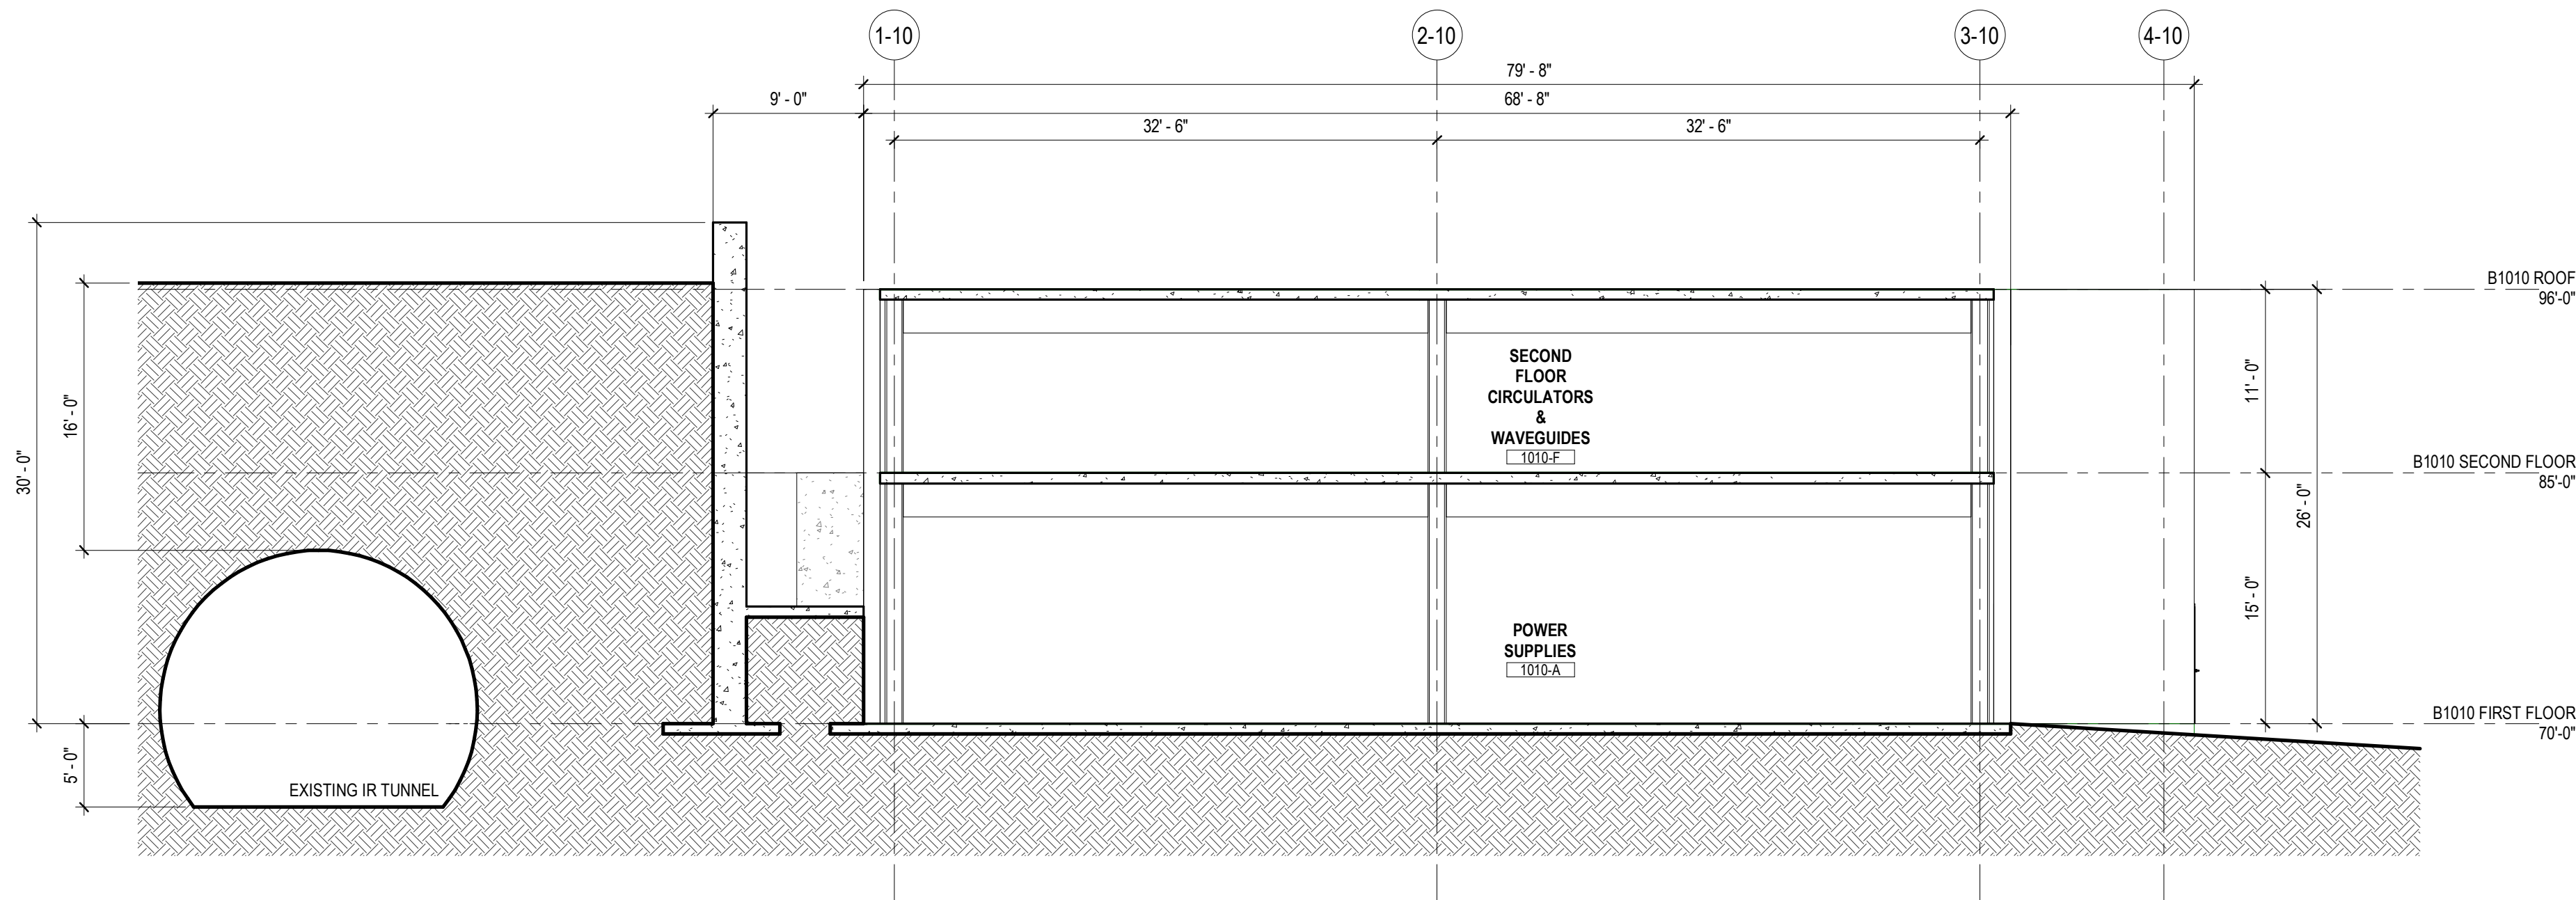 1-10
2-10
3-10
4-10
79' - 8"
9' - 0"
68' - 8"
32' - 6"
32' - 6"
B1010 ROOF
96'-0"
SECOND
FLOOR
CIRCULATORS
&
WAVEGUIDES
1010-F
11' - 0"
16' - 0"
30' - 0"
B1010 SECOND FLOOR
85'-0"
26' - 0"
15' - 0"
POWER
SUPPLIES
1010-A
B1010 FIRST FLOOR
70'-0"
5' - 0"
EXISTING IR TUNNEL